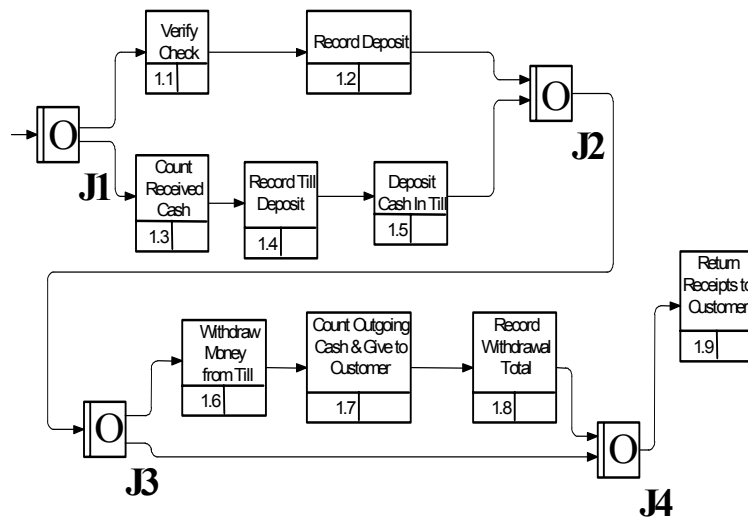 Verify
Check
1.1
Record Deposit
1.2
O
J1
O
J2
Count
Received
Cash
1.3
Record Till
Deposit
1.4
Deposit
Cash In Till
1.5
Withdraw
Money
from Till
1.6
Count Outgoing
Cash & Give to
Customer
1.7
Record
Withdrawal
Total
1.8
Return
Receipts to
Customer
1.9
O
J3
O
J4